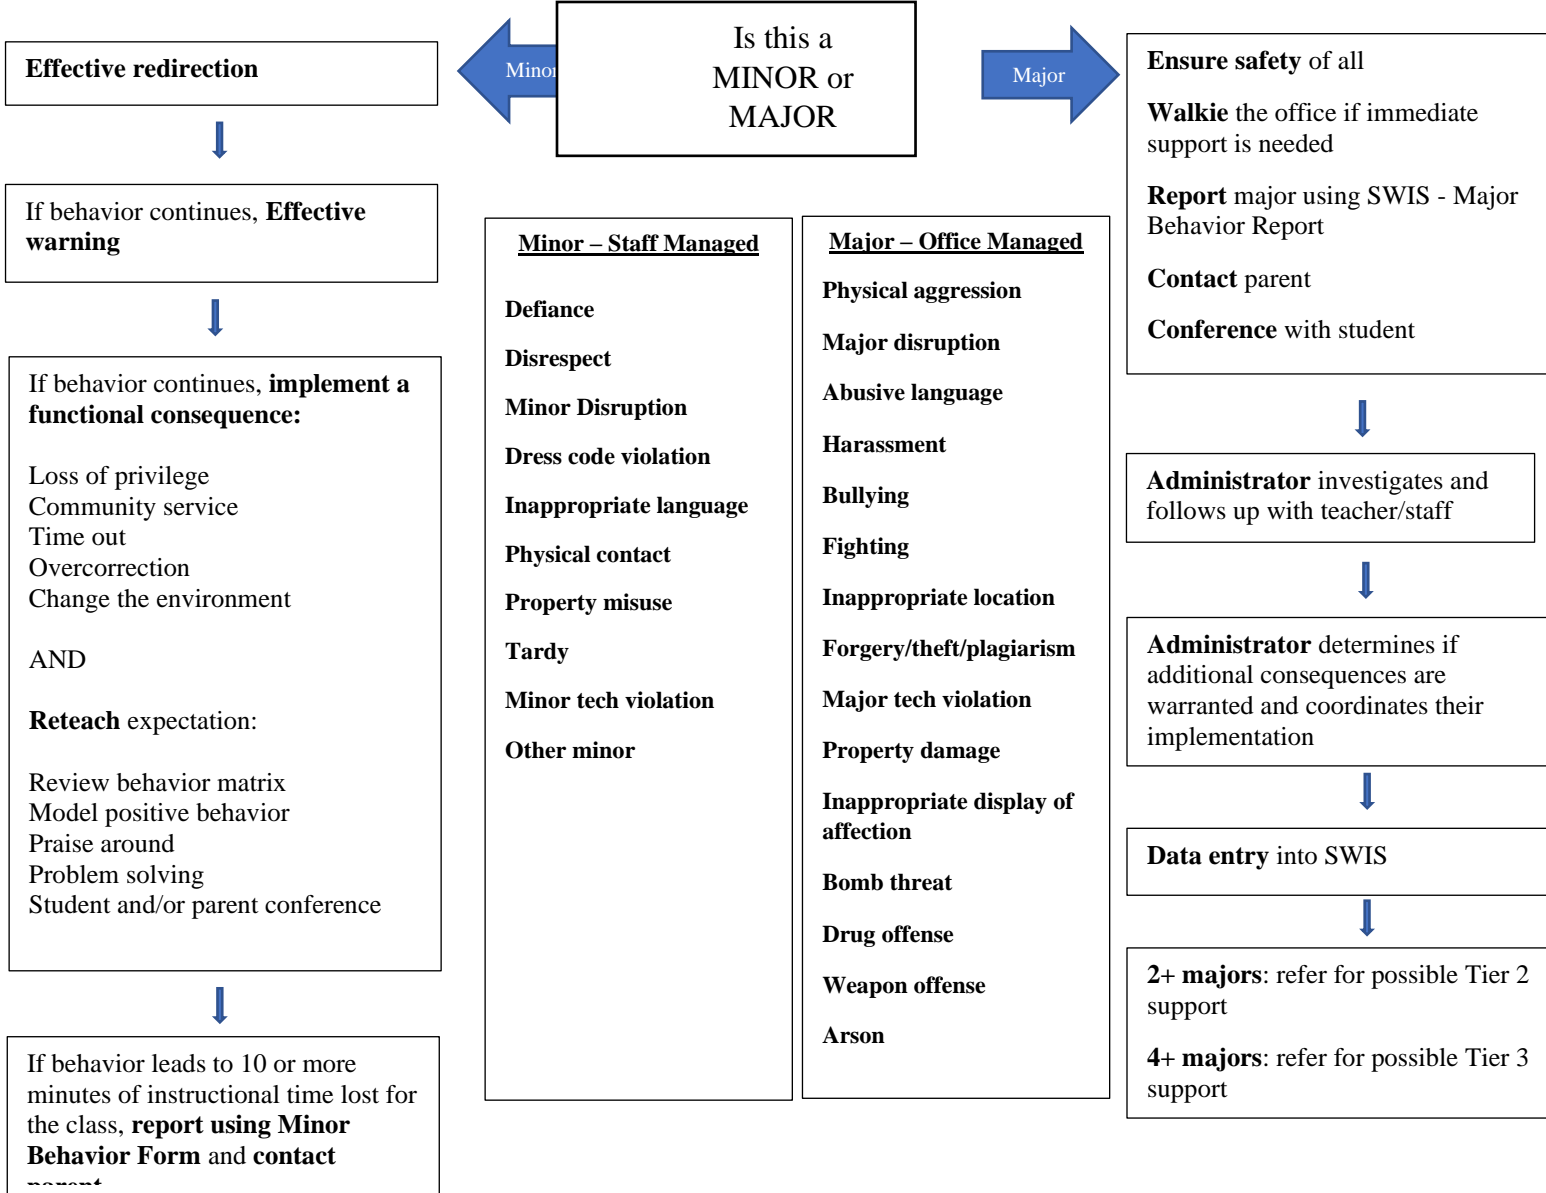 Is this a
MINOR or
MAJOR
Minor
Major
Effective redirection
If behavior continues, Effective
warning
If behavior continues, implement a
functional consequence:
Loss of privilege
Community service
Time out
Overcorrection
Change the environment
AND
Reteach expectation:
Review behavior matrix
Model positive behavior
Praise around
Problem solving
Student and/or parent conference
If behavior leads to 10 or more
minutes of instructional time lost for
the class, report using Minor
Behavior Form and contact
parent
Minor – Staff Managed
Defiance
Disrespect
Minor Disruption
Dress code violation
Inappropriate language
Physical contact
Property misuse
Tardy
Minor tech violation
Other minor
Major – Office Managed
Physical aggression
Major disruption
Abusive language
Harassment
Bullying
Fighting
Inappropriate location
Forgery/theft/plagiarism
Major tech violation
Property damage
Inappropriate display of
affection
Bomb threat
Drug offense
Weapon offense
Arson
Ensure safety of all
Walkie the office if immediate
support is needed
Report major using SWIS - Major
Behavior Report
Contact parent
Conference with student
Administrator investigates and
follows up with teacher/staff
Administrator determines if
additional consequences are
warranted and coordinates their
implementation
Data entry into SWIS
2+ majors: refer for possible Tier 2
support
4+ majors: refer for possible Tier 3
support